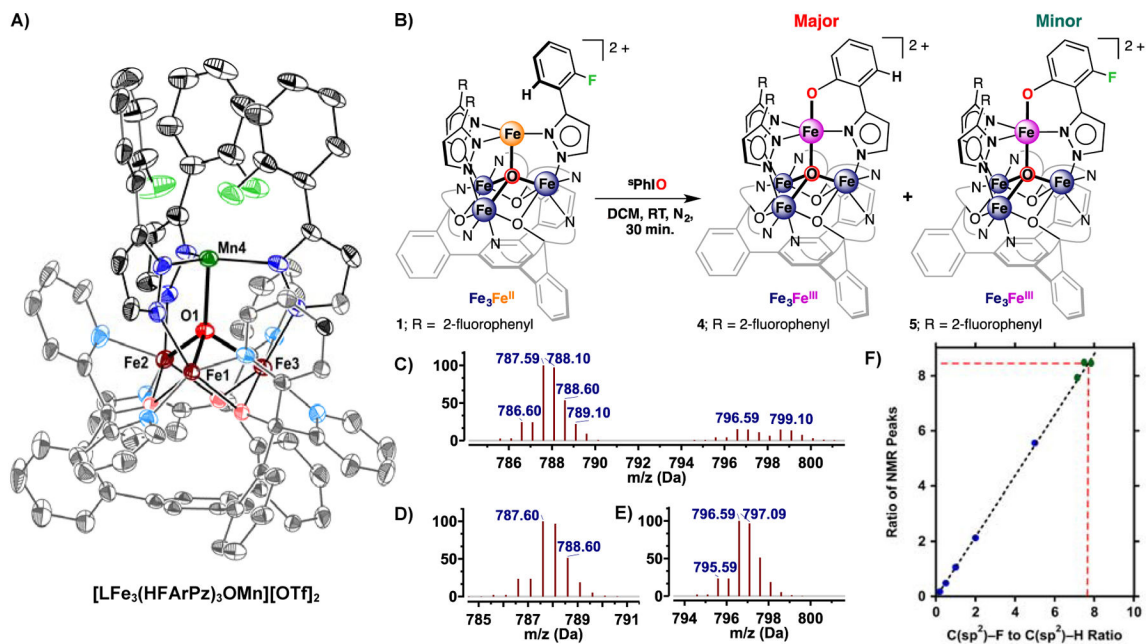 A)
Mn4
O1
Fe2
Fe1
Fe3
[LFe₃(HFArPz)₃OMn][OTf]₂
B)
Major
Minor
2 +
F
H
R
R
N
N
Fe
N
N
N
O
N
Fe
Fe
Fe
N
O
O
N
N
N
Fe₃Feᴵᴵ
1; R = 2-fluorophenyl
ˢPhIO
DCM, RT, N₂,
30 min.
2 +
H
O
R
R
N
N
Fe
N
N
N
O
N
Fe
Fe
Fe
N
O
O
N
N
N
Fe₃Feᴵᴵᴵ
4; R = 2-fluorophenyl
+
2 +
F
O
R
R
N
N
Fe
N
N
N
O
N
Fe
Fe
Fe
N
O
O
N
N
N
Fe₃Feᴵᴵᴵ
5; R = 2-fluorophenyl
C)
787.59 788.10
788.60
786.60
789.10
796.59 799.10
100
50
0
786 788 790 792 794 796 798 800
m/z (Da)
D)
787.60
788.60
100
50
0
785 787 789 791
m/z (Da)
E)
796.59 797.09
795.59
100
50
0
794 796 798 800
m/z (Da)
F)
Ratio of NMR Peaks
8
6
4
2
0
0 2 4 6 8 10
C(sp²)–F to C(sp²)–H Ratio